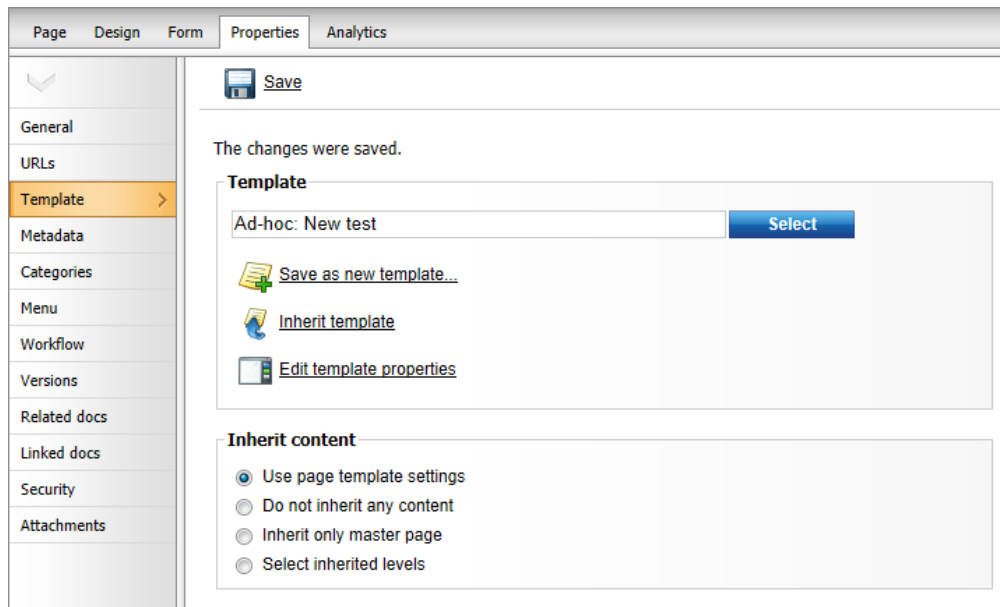 Page Design Form Properties Analytics
Save
General
URLs
Template
Metadata
Categories
Menu
Workflow
Versions
Related docs
Linked docs
Security
Attachments
The changes were saved.
Template
Ad-hoc: New test Select
Save as new template...
Inherit template
Edit template properties
Inherit content
Use page template settings
Do not inherit any content
Inherit only master page
Select inherited levels